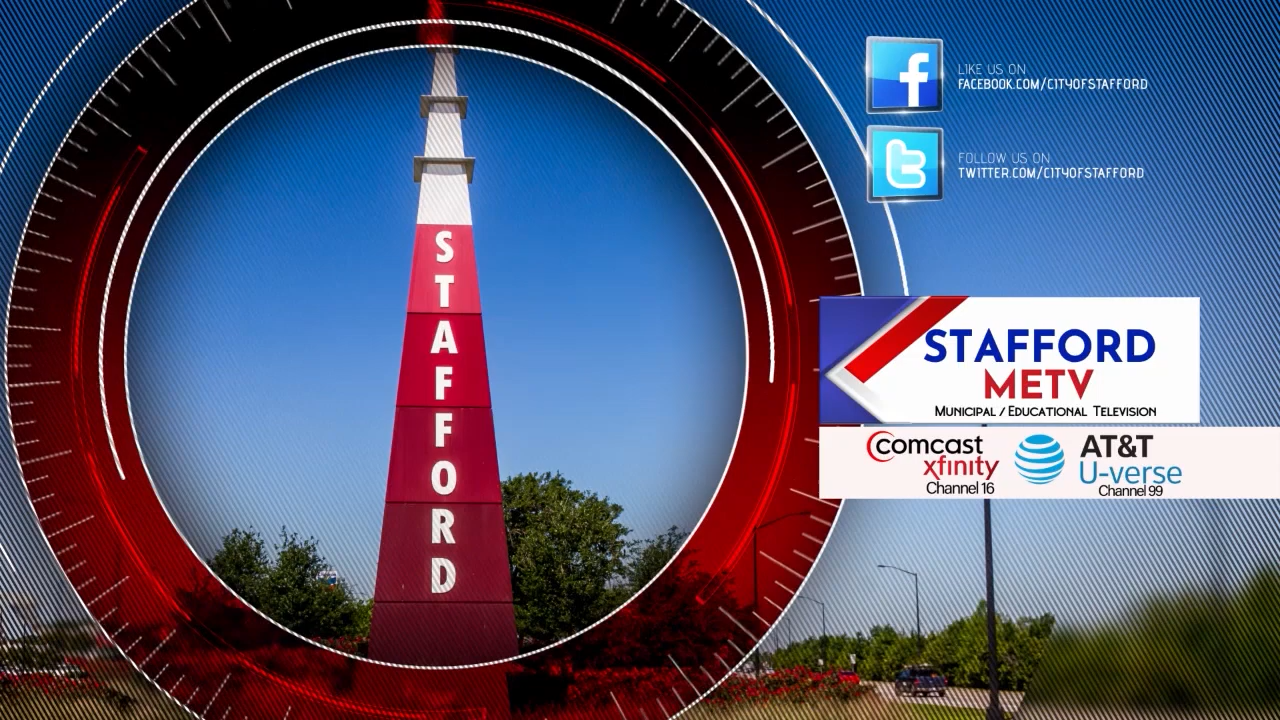 STAFFORD
LIKE US ON
FACEBOOK.COM/CITYOFSTAFFORD
FOLLOW US ON
TWITTER.COM/CITYOFSTAFFORD
STAFFORD
METV
MUNICIPAL / EDUCATIONAL TELEVISION
comcast
xfinity
Channel 16
AT&T
U-verse
Channel 99